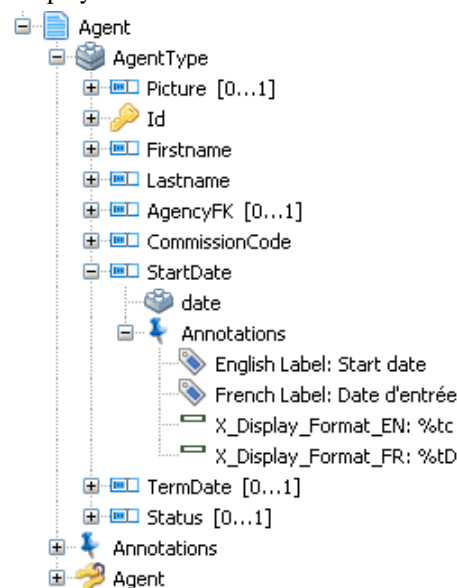 Agent
AgentType
Picture [0...1]
Id
Firstname
Lastname
AgencyFK [0...1]
CommissionCode
StartDate
date
Annotations
English Label: Start date
French Label: Date d'entrée
X_Display_Format_EN: %tc
X_Display_Format_FR: %tD
TermDate [0...1]
Status [0...1]
Annotations
Agent